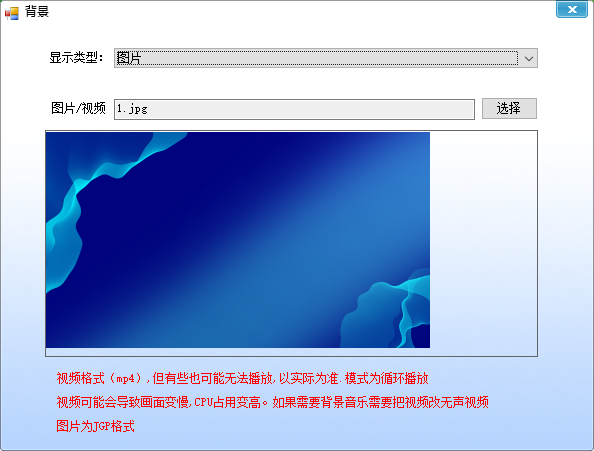 背景
显示类型: 图片
图片/视频 1.jpg 选择
视频格式（mp4）,但有些也可能无法播放,以实际为准.模式为循环播放
视频可能会导致画面变慢,CPU占用变高。如果需要背景音乐需要把视频改无声视频
图片为JGP格式